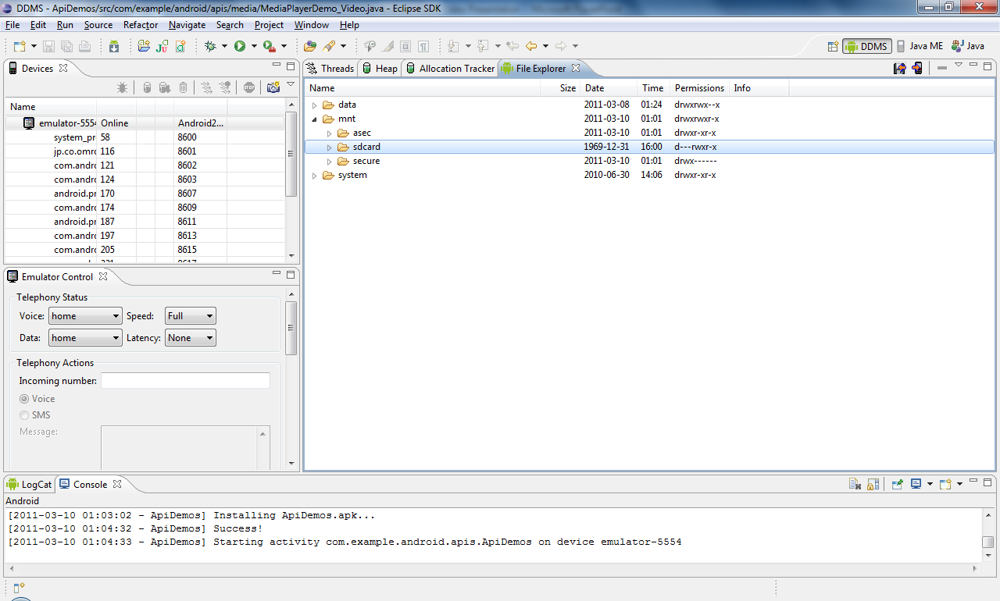 DDMS - ApiDemos/src/com/example/android/apis/media/MediaPlayerDemo_Video.java - Eclipse SDK
File Edit Run Source Refactor Navigate Search Project Window Help
DDMS Java ME Java
Devices
Name
emulator-5554 Online Android2...
system_pr 58 8600
jp.co.omro 116 8601
com.andro 121 8602
com.andro 124 8603
android.pr 170 8607
com.andro 174 8609
android.pr 187 8611
com.andro 197 8613
com.andro 205 8615
Threads Heap Allocation Tracker File Explorer
Name Size Date Time Permissions Info
data 2011-03-08 01:24 drwxrwx--x
mnt 2011-03-10 01:01 drwxrwxr-x
asec 2011-03-10 01:01 drwxr-xr-x
sdcard 1969-12-31 16:00 d---rwxr-x
secure 2011-03-10 01:01 drwx------
system 2010-06-30 14:06 drwxr-xr-x
Emulator Control
Telephony Status
Voice: home Speed: Full
Data: home Latency: None
Telephony Actions
Incoming number:
Voice
SMS
Message:
LogCat Console
Android
[2011-03-10 01:03:02 - ApiDemos] Installing ApiDemos.apk...
[2011-03-10 01:04:32 - ApiDemos] Success!
[2011-03-10 01:04:33 - ApiDemos] Starting activity com.example.android.apis.ApiDemos on device emulator-5554